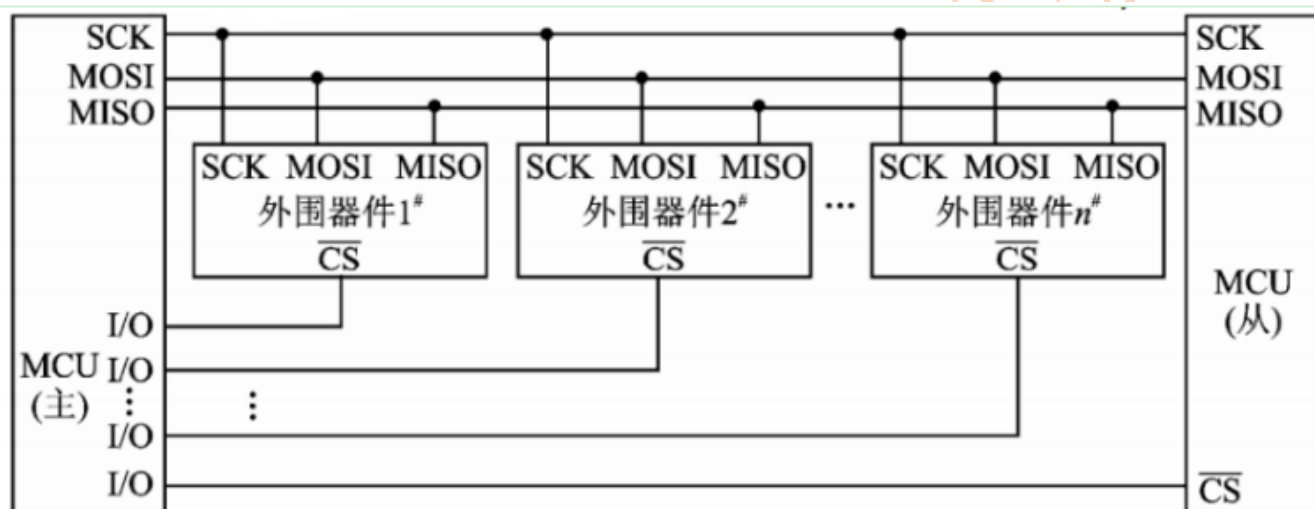 SCK
MOSI
MISO
SCK
MOSI
MISO
SCK MOSI MISO
外围器件1#
CS
SCK MOSI MISO
外围器件2#
CS
...
SCK MOSI MISO
外围器件n#
CS
I/O
MCU I/O
(主)
I/O
I/O
MCU
(从)
CS